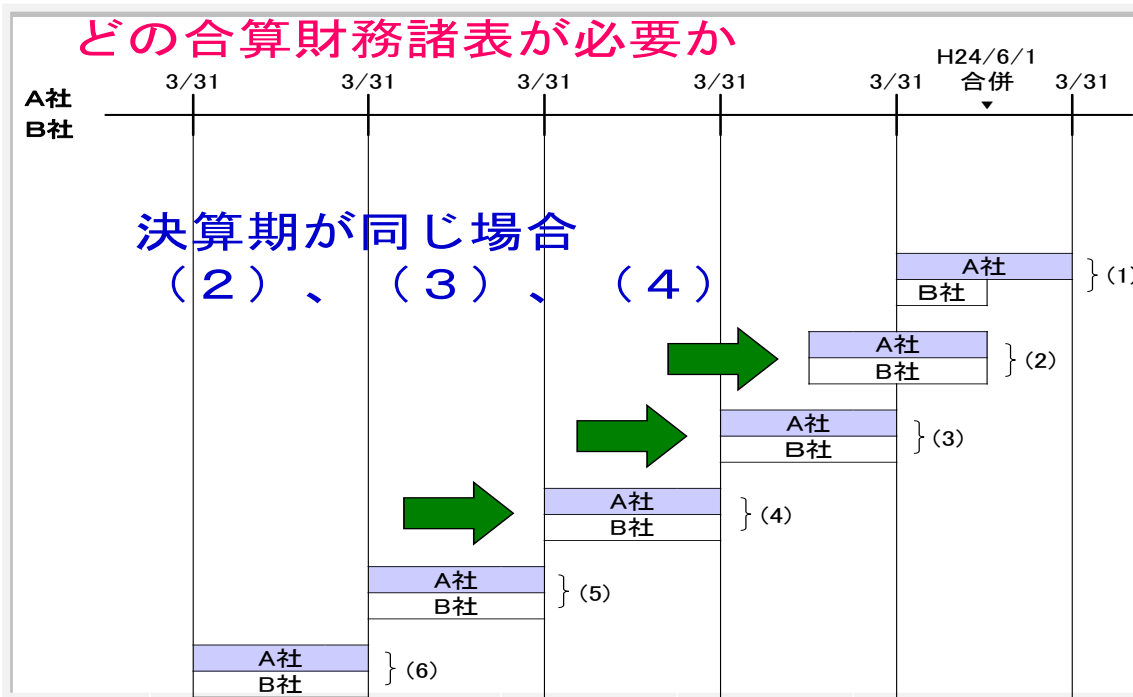 どの合算財務諸表が必要か
H24/6/1
合併
▼
3/31 3/31 3/31 3/31 3/31 3/31
A社
B社
決算期が同じ場合
（2）、（3）、（4）
A社
B社
(1)
A社
B社
(2)
A社
B社
(3)
A社
B社
(4)
A社
B社
(5)
A社
B社
(6)